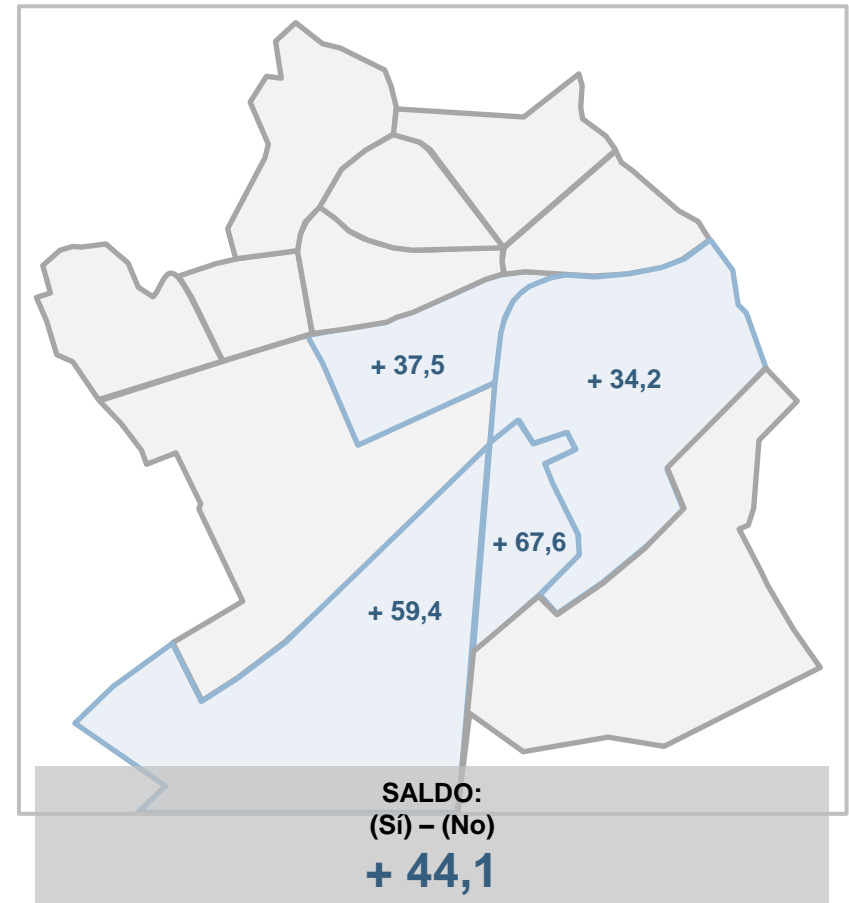 + 37,5
+ 34,2
+ 67,6
+ 59,4
SALDO:
(Sí) – (No)
+ 44,1